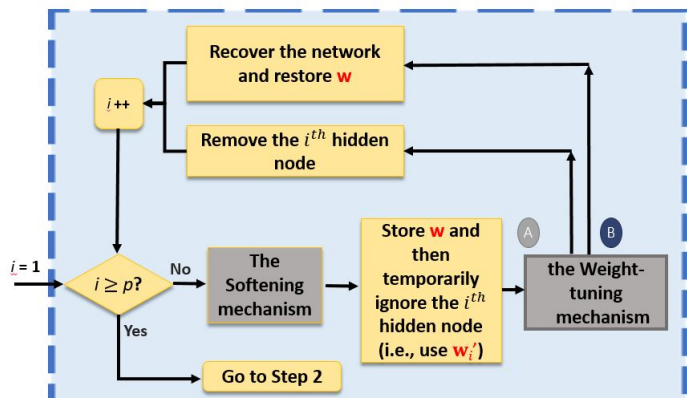 Recover the network
and restore w
i ++
Remove the iᵗʰ hidden
node
A
B
i = 1
i ≥ p?
No
The
Softening
mechanism
Store w and
then
temporarily
ignore the iᵗʰ
hidden node
(i.e., use wᵢ′)
the Weight-
tuning
mechanism
Yes
Go to Step 2